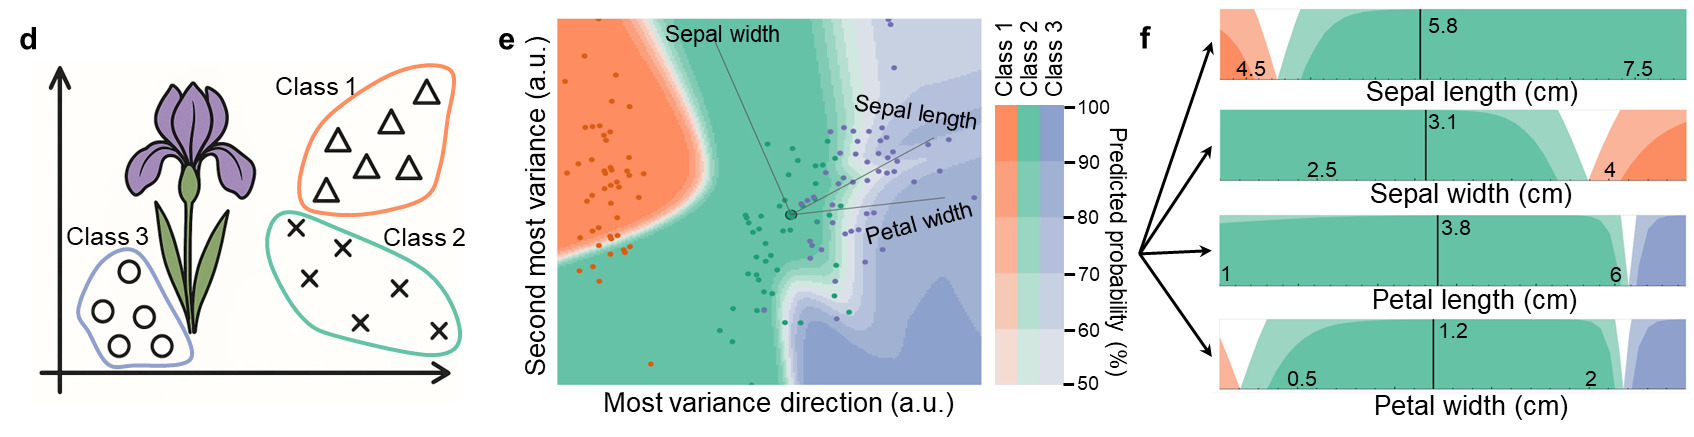 d
Class 1
Class 2
Class 3
e
Second most variance (a.u.)
Most variance direction (a.u.)
Sepal width
Sepal length
Petal width
Class 1
Class 2
Class 3
100
90
80
70
60
50
Predicted probability (%)
f
5.8
4.5
7.5
Sepal length (cm)
3.1
2.5
4
Sepal width (cm)
3.8
1
6
Petal length (cm)
1.2
0.5
2
Petal width (cm)